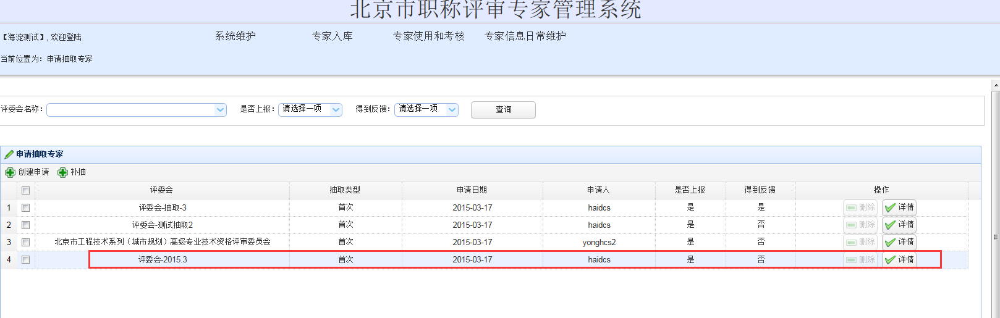 北京市职称评审专家管理系统
【海淀测试】, 欢迎登陆 系统维护 专家入库 专家使用和考核 专家信息日常维护
当前位置为: 申请抽取专家
评委会名称: 是否上报: 请选择一项 得到反馈: 请选择一项 查询
申请抽取专家
创建申请 补抽
评委会 抽取类型 申请日期 申请人 是否上报 得到反馈 操作
1 评委会-抽取-3 首次 2015-03-17 haidcs 是 是 删除 详情
2 评委会-测试抽取2 首次 2015-03-17 haidcs 是 否 删除 详情
3 北京市工程技术系列（城市规划）高级专业技术资格评审委员会 首次 2015-03-17 yonghcs2 是 否 删除 详情
4 评委会-2015.3 首次 2015-03-17 haidcs 是 否 删除 详情